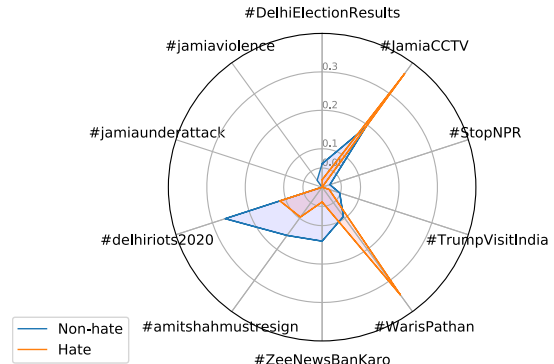 #DelhiElectionResults
#jamiaviolence
#JamiaCCTV
0.3
0.2
0.1
#jamiaunderattack
#StopNPR
#delhiriots2020
#TrumpVisitIndia
#amitshahmustresign
#WarisPathan
#ZeeNewsBanKaro
Non-hate
Hate